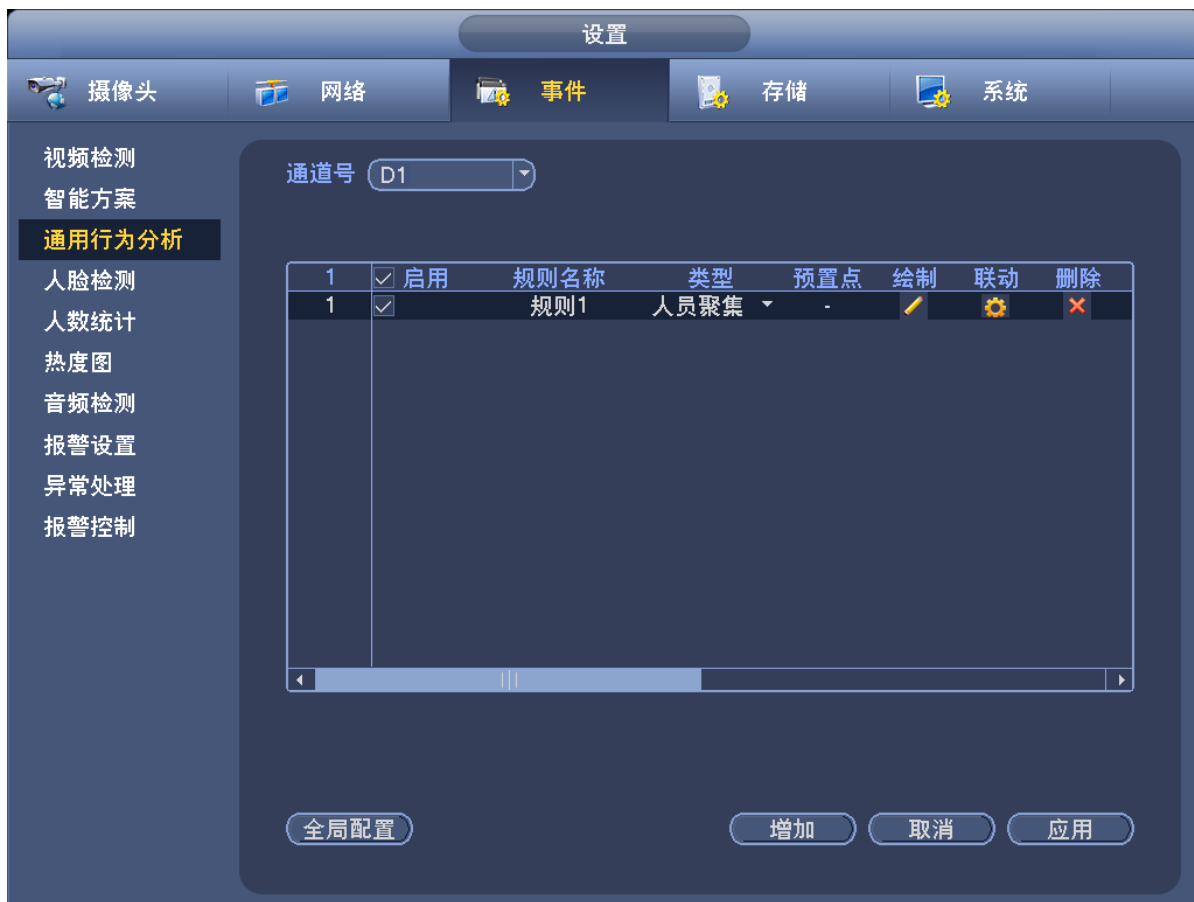 设置
摄像头 网络 事件 存储 系统
视频检测
智能方案
通用行为分析
人脸检测
人数统计
热度图
音频检测
报警设置
异常处理
报警控制
通道号 D1
1 启用 规则名称 类型 预置点 绘制 联动 删除
1 规则1 人员聚集 -
全局配置 增加 取消 应用